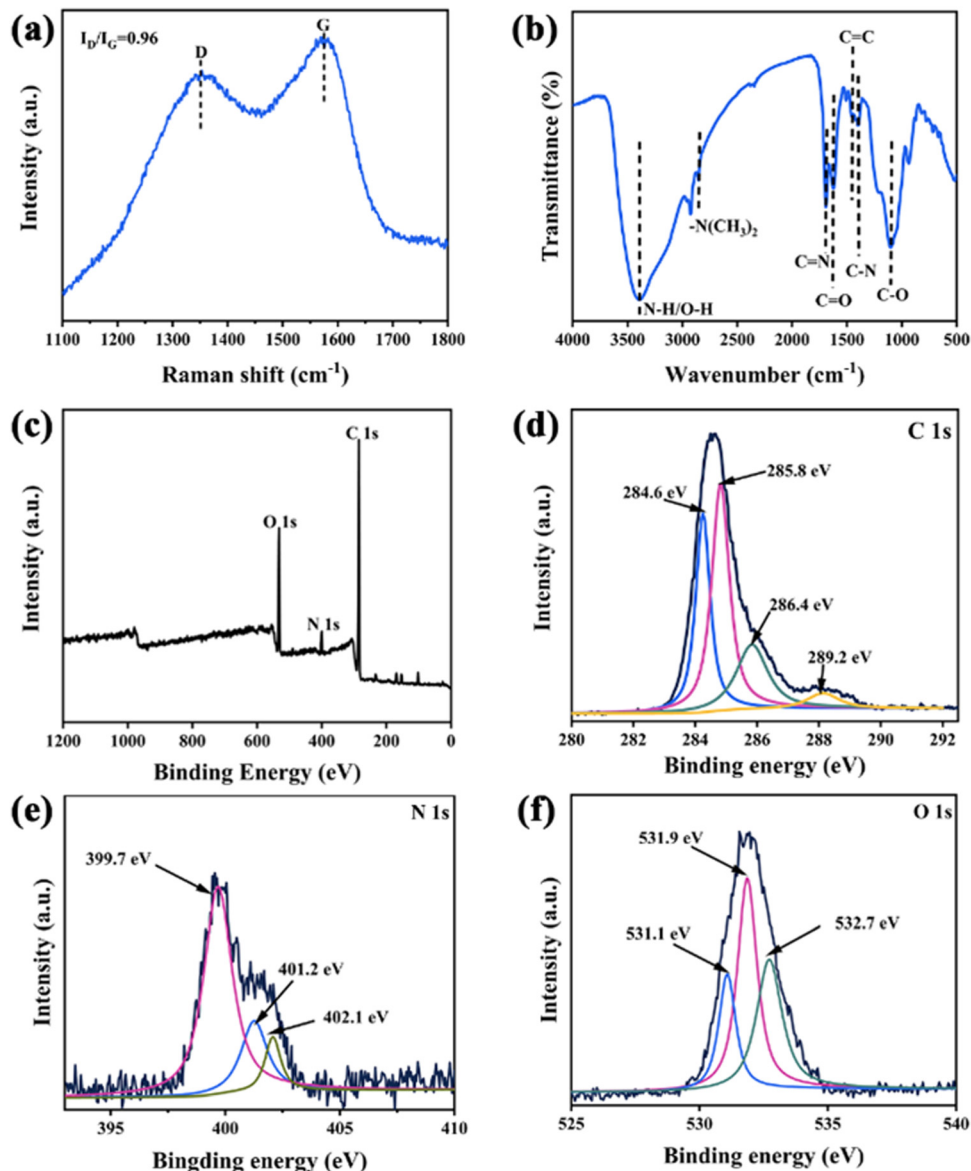 (a)
I_D/I_G=0.96
D
G
Intensity (a.u.)
1100 1200 1300 1400 1500 1600 1700 1800
Raman shift (cm⁻¹)
(b)
C=C
Transmittance (%)
-N(CH₃)₂
C=N
C-N
C=O
C-O
N-H/O-H
4000 3500 3000 2500 2000 1500 1000 500
Wavenumber (cm⁻¹)
(c)
C 1s
O 1s
N 1s
Intensity (a.u.)
1200 1000 800 600 400 200 0
Binding Energy (eV)
(d)
C 1s
285.8 eV
284.6 eV
286.4 eV
289.2 eV
Intensity (a.u.)
280 282 284 286 288 290 292
Binding energy (eV)
(e)
N 1s
399.7 eV
401.2 eV
402.1 eV
Intensity (a.u.)
395 400 405 410
Bingding energy (eV)
(f)
O 1s
531.9 eV
531.1 eV
532.7 eV
Intensity (a.u.)
525 530 535 540
Binding energy (eV)